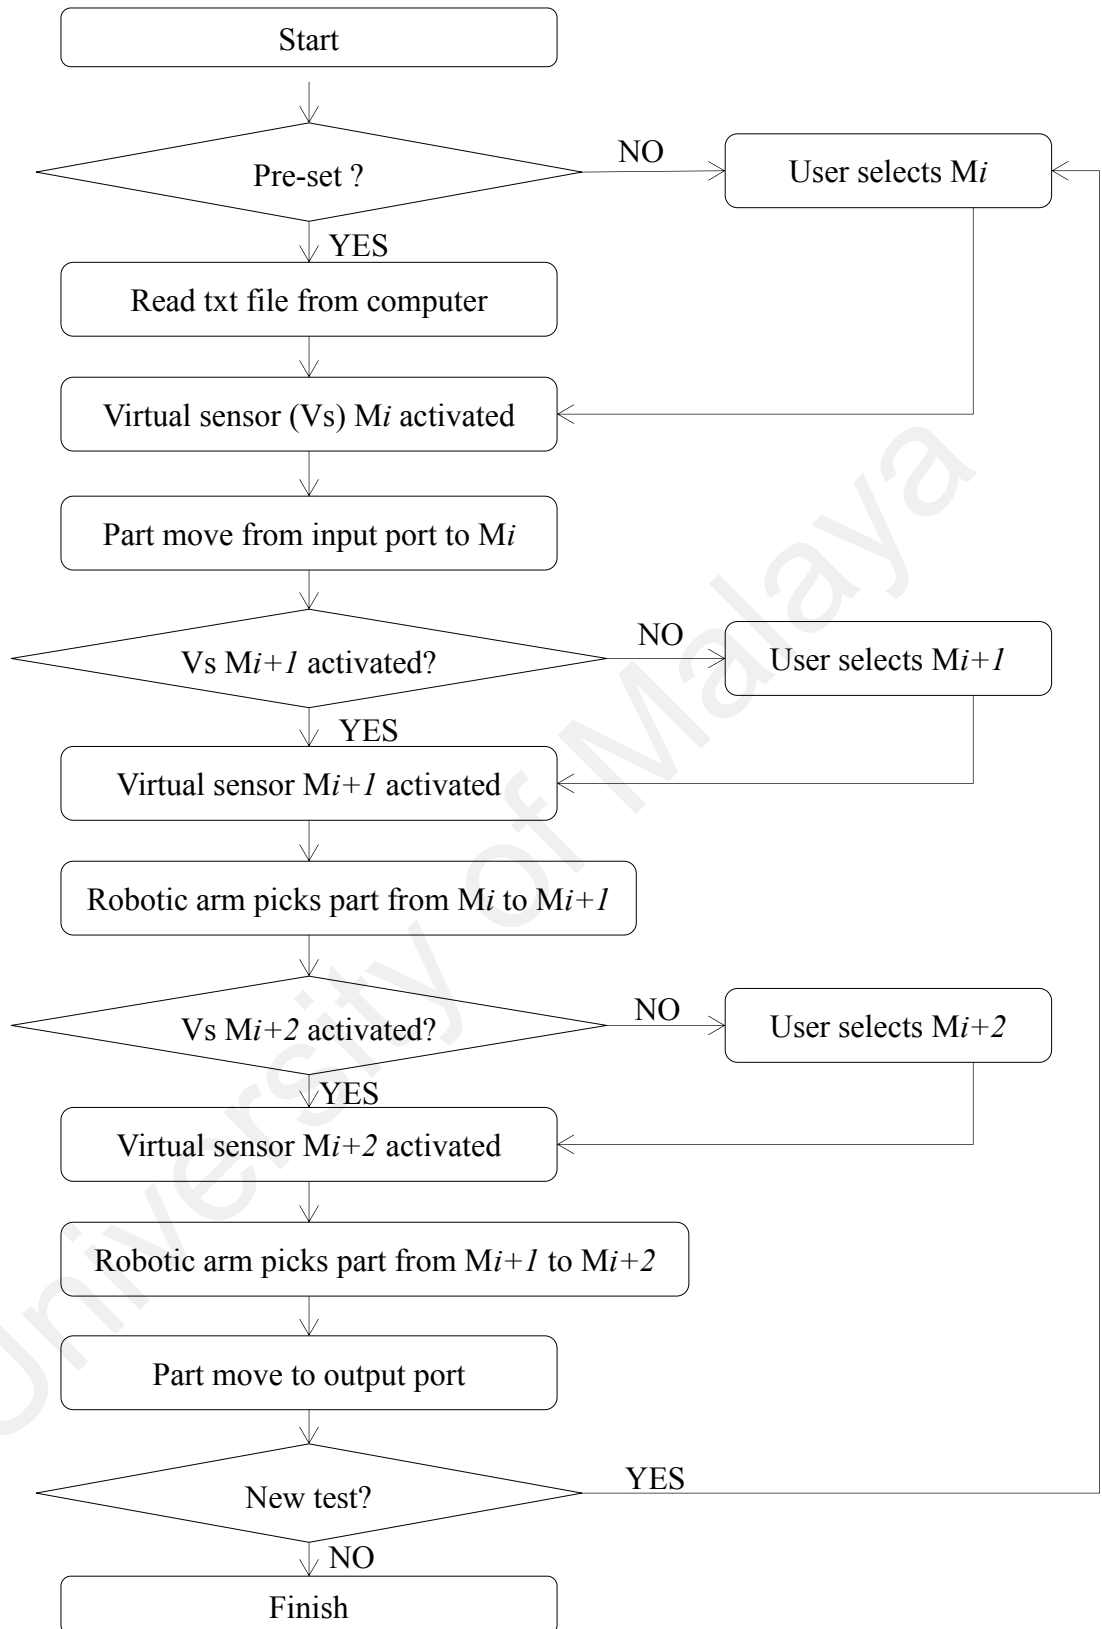 Start
Pre-set ?
NO
User selects Mi
YES
Read txt file from computer
Virtual sensor (Vs) Mi activated
Part move from input port to Mi
Vs Mi+1 activated?
NO
User selects Mi+1
YES
Virtual sensor Mi+1 activated
Robotic arm picks part from Mi to Mi+1
Vs Mi+2 activated?
NO
User selects Mi+2
YES
Virtual sensor Mi+2 activated
Robotic arm picks part from Mi+1 to Mi+2
Part move to output port
New test?
YES
NO
Finish
University of Malaya